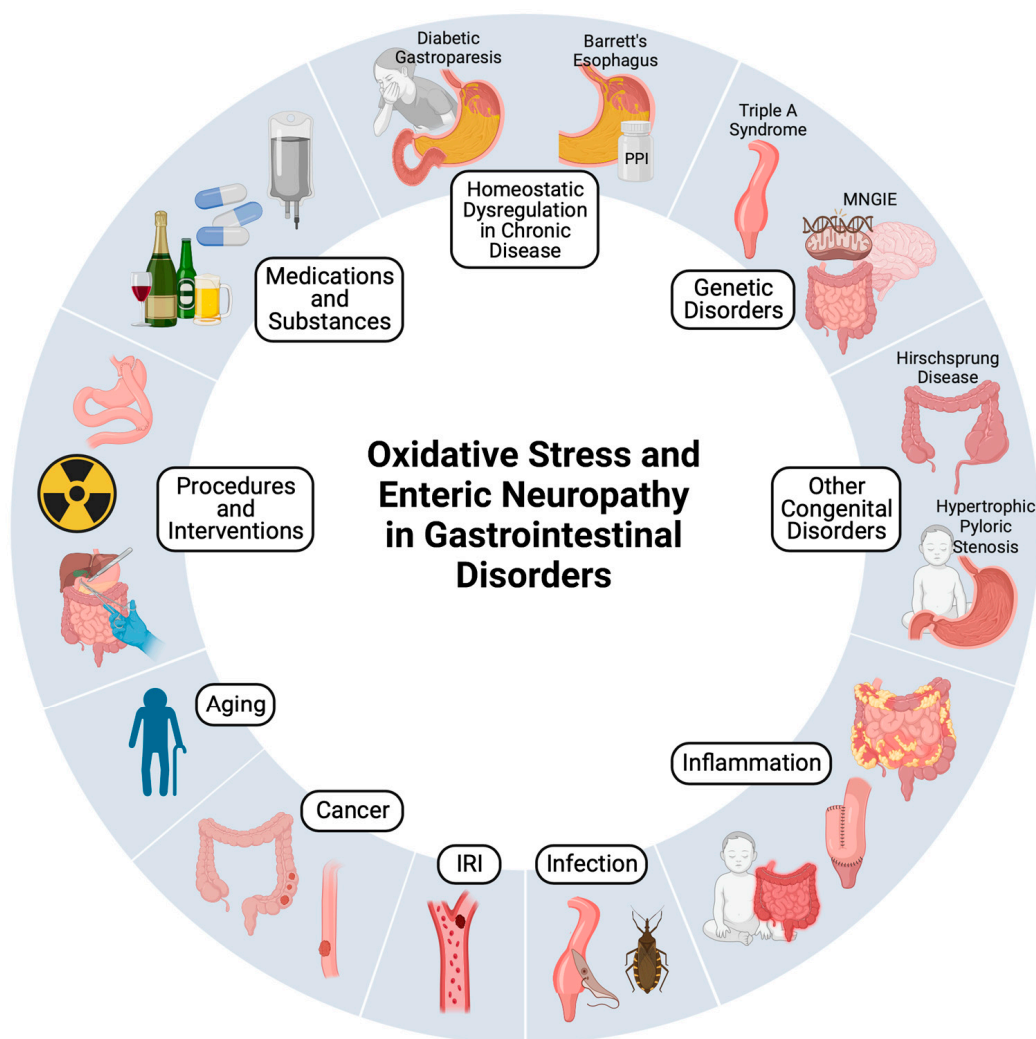 Diabetic
Gastroparesis
Barrett's
Esophagus
PPI
Homeostatic
Dysregulation
in Chronic
Disease
Triple A
Syndrome
MNGIE
Genetic
Disorders
Hirschsprung
Disease
Hypertrophic
Pyloric
Stenosis
Other
Congenital
Disorders
Inflammation
Infection
IRI
Cancer
Aging
Procedures
and
Interventions
Medications
and
Substances
Oxidative Stress and
Enteric Neuropathy
in Gastrointestinal
Disorders